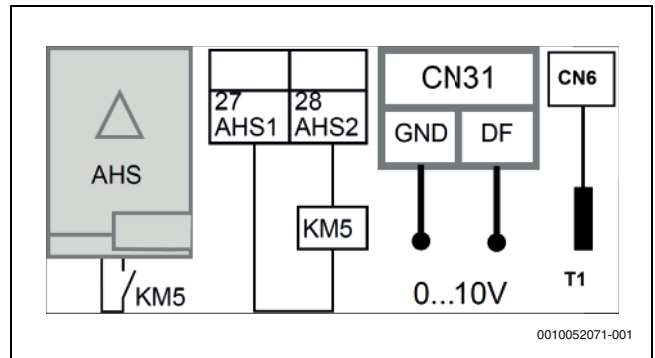 AHS
KM5
27 28
AHS1 AHS2
KM5
CN31
GND DF
0...10V
CN6
T1
0010052071-001